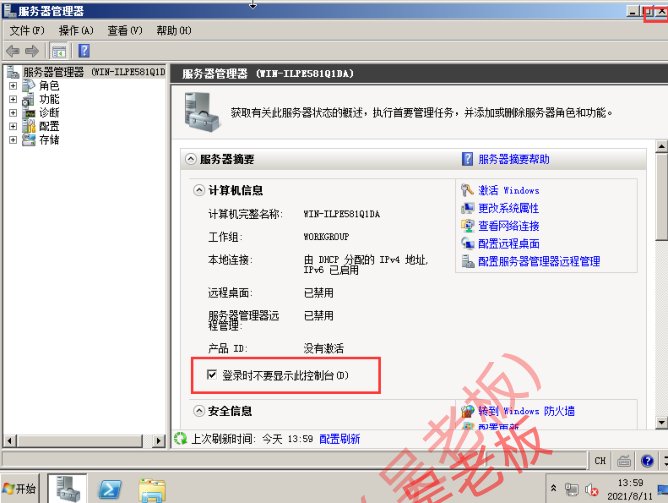 服务器管理器
文件(F) 操作(A) 查看(V) 帮助(H)
服务器管理器 (WIN-ILPE581Q1D
角色
功能
诊断
配置
存储
服务器管理器 (WIN-ILPE581Q1DA)
获取有关此服务器状态的概述，执行首要管理任务，并添加或删除服务器角色和功能。
服务器摘要
服务器摘要帮助
计算机信息
计算机完整名称: WIN-ILPE581Q1DA
工作组: WORKGROUP
本地连接: 由 DHCP 分配的 IPv4 地址,
IPv6 已启用
远程桌面: 已禁用
服务器管理器远
程管理: 已禁用
产品 ID: 没有激活
登录时不要显示此控制台(D)
激活 Windows
更改系统属性
查看网络连接
配置远程桌面
配置服务器管理器远程管理
安全信息
转到 Windows 防火墙
配置更新
上次刷新时间: 今天 13:59 配置刷新
老板)
老板
CH
开始
13:59
2021/8/11